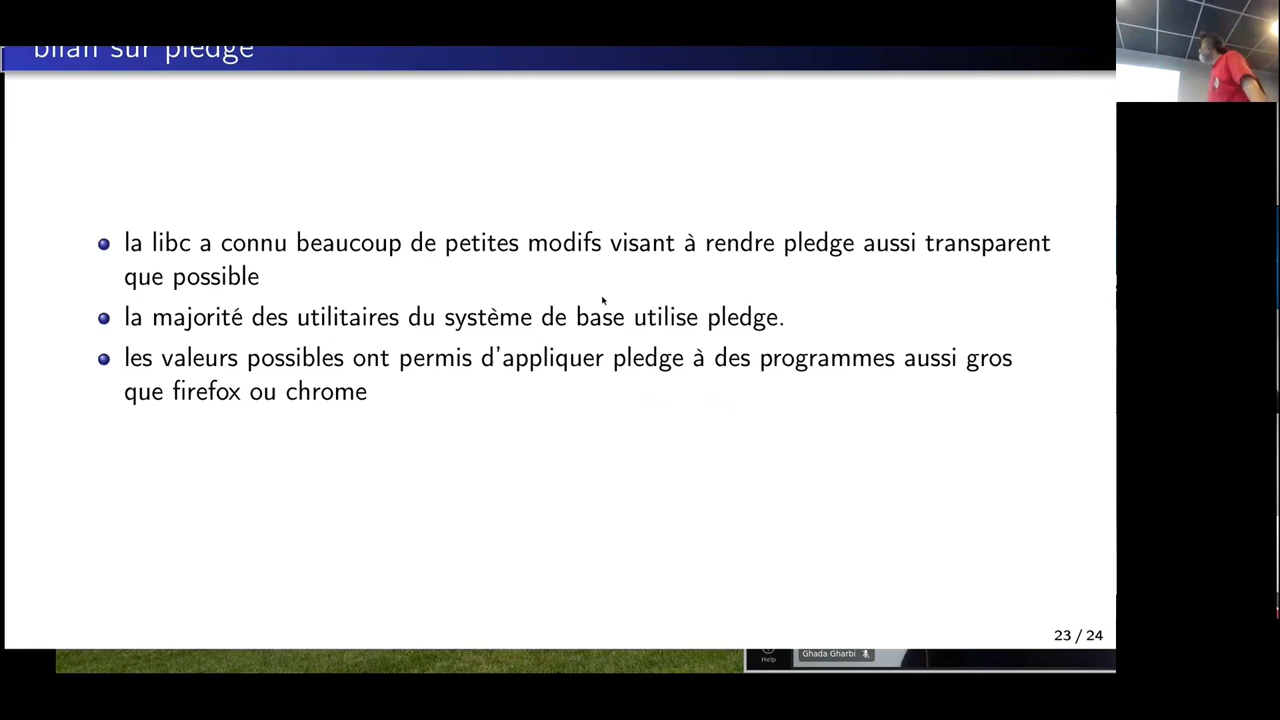 bilan sur pledge
la libc a connu beaucoup de petites modifs visant à rendre pledge aussi transparent
que possible
la majorité des utilitaires du système de base utilise pledge.
les valeurs possibles ont permis d'appliquer pledge à des programmes aussi gros
que firefox ou chrome
23 / 24
Help
Ghada Gharbi